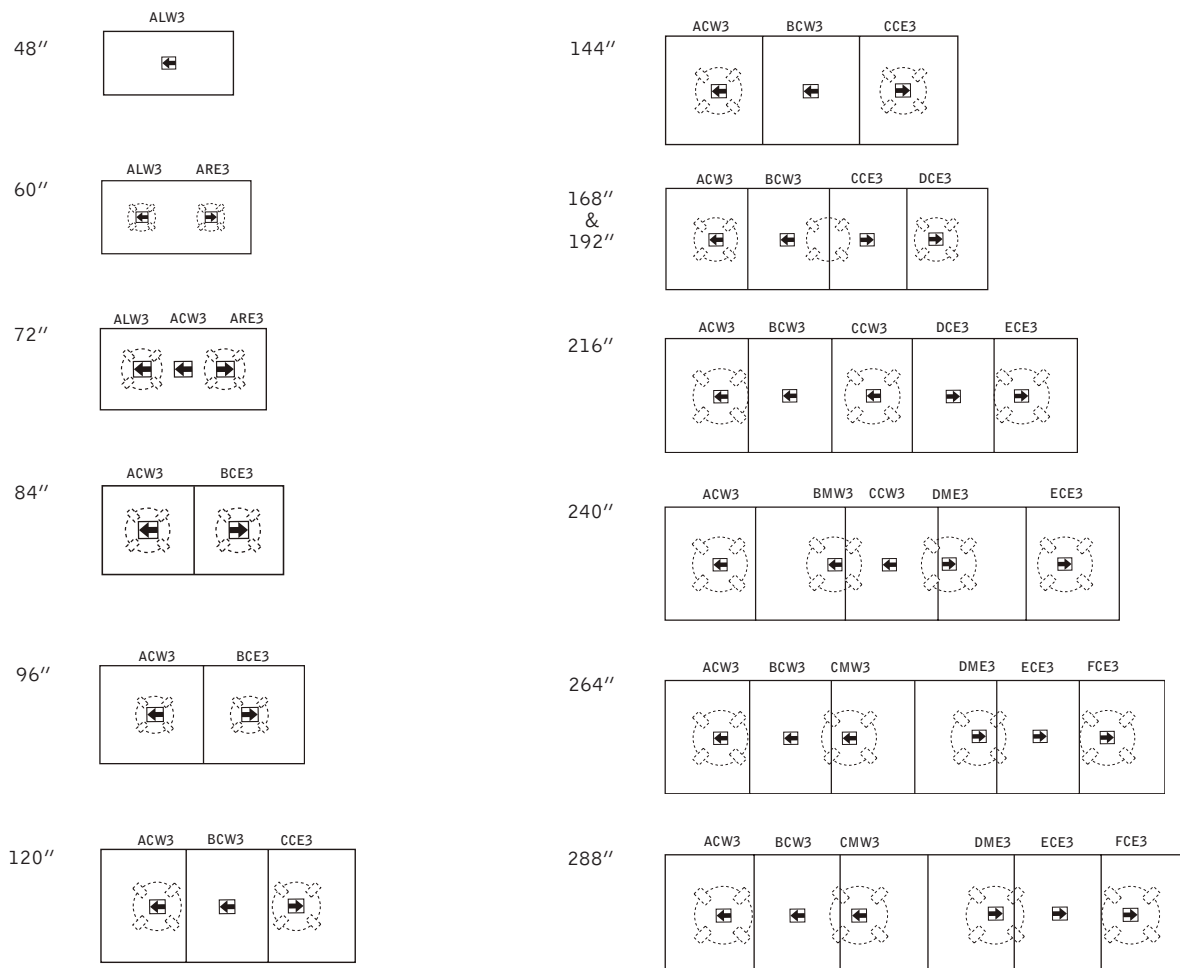 ALW3
48″
ALW3 ARE3
60″
ALW3 ACW3 ARE3
72″
ACW3 BCE3
84″
ACW3 BCE3
96″
ACW3 BCW3 CCE3
120″
ACW3 BCW3 CCE3
144″
ACW3 BCW3 CCE3 DCE3
168″
&
192″
ACW3 BCW3 CCW3 DCE3 ECE3
216″
ACW3 BMW3 CCW3 DME3 ECE3
240″
ACW3 BCW3 CMW3 DME3 ECE3 FCE3
264″
ACW3 BCW3 CMW3 DME3 ECE3 FCE3
288″